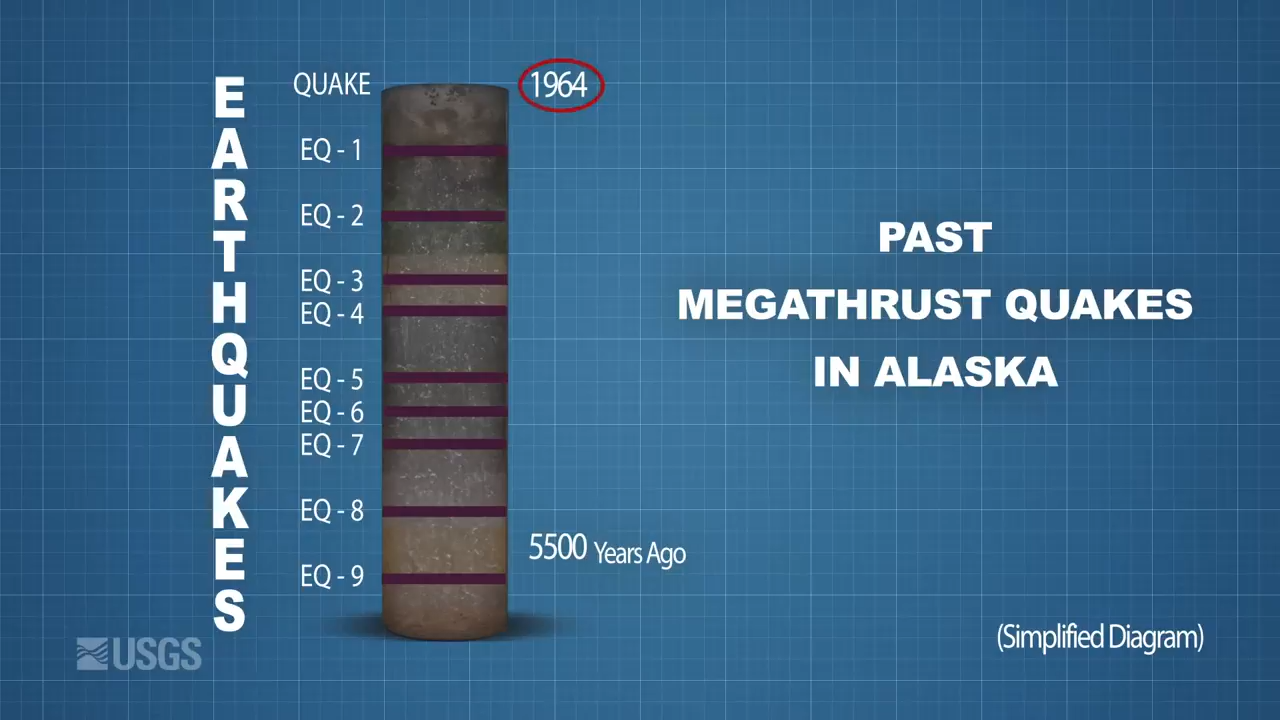 EARTHQUAKES
QUAKE
1964
EQ - 1
EQ - 2
EQ - 3
EQ - 4
EQ - 5
EQ - 6
EQ - 7
EQ - 8
5500 Years Ago
EQ - 9
PAST
MEGATHRUST QUAKES
IN ALASKA
(Simplified Diagram)
USGS